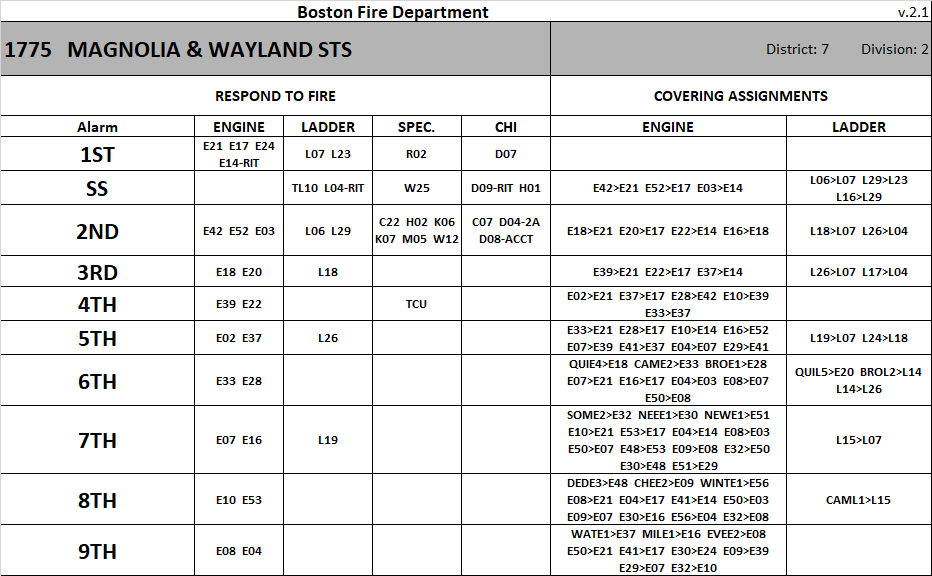 Boston Fire Department v.2.1
1775 MAGNOLIA & WAYLAND STS District: 7 Division: 2
RESPOND TO FIRE COVERING ASSIGNMENTS
Alarm ENGINE LADDER SPEC. CHI ENGINE LADDER
1ST E21 E17 E24 E14-RIT L07 L23 R02 D07
SS TL10 L04-RIT W25 D09-RIT H01 E42>E21 E52>E17 E03>E14 L06>L07 L29>L23
L16>L29
2ND E42 E52 E03 L06 L29 C22 H02 K06
K07 M05 W12 C07 D04-2A
D08-ACCT E18>E21 E20>E17 E22>E14 E16>E18 L18>L07 L26>L04
3RD E18 E20 L18 E39>E21 E22>E17 E37>E14 L26>L07 L17>L04
4TH E39 E22 TCU E02>E21 E37>E17 E28>E42 E10>E39
E33>E37
5TH E02 E37 L26 E33>E21 E28>E17 E10>E14 E16>E52
E07>E39 E41>E37 E04>E07 E29>E41 L19>L07 L24>L18
6TH E33 E28 QUIE4>E18 CAME2>E33 BROE1>E28
E07>E21 E16>E17 E04>E03 E08>E07
E50>E08 QUIL5>E20 BROL2>L14
L14>L26
7TH E07 E16 L19 SOME2>E32 NEEE1>E30 NEWE1>E51
E10>E21 E53>E17 E04>E14 E08>E03
E50>E07 E48>E53 E09>E08 E32>E50
E30>E48 E51>E29 L15>L07
8TH E10 E53 DEDE3>E48 CHEE2>E09 WINTE1>E56
E08>E21 E04>E17 E41>E14 E50>E03
E09>E07 E30>E16 E56>E04 E32>E08 CAML1>L15
9TH E08 E04 WATE1>E37 MILE1>E16 EVEE2>E08
E50>E21 E41>E17 E30>E24 E09>E39
E29>E07 E32>E10